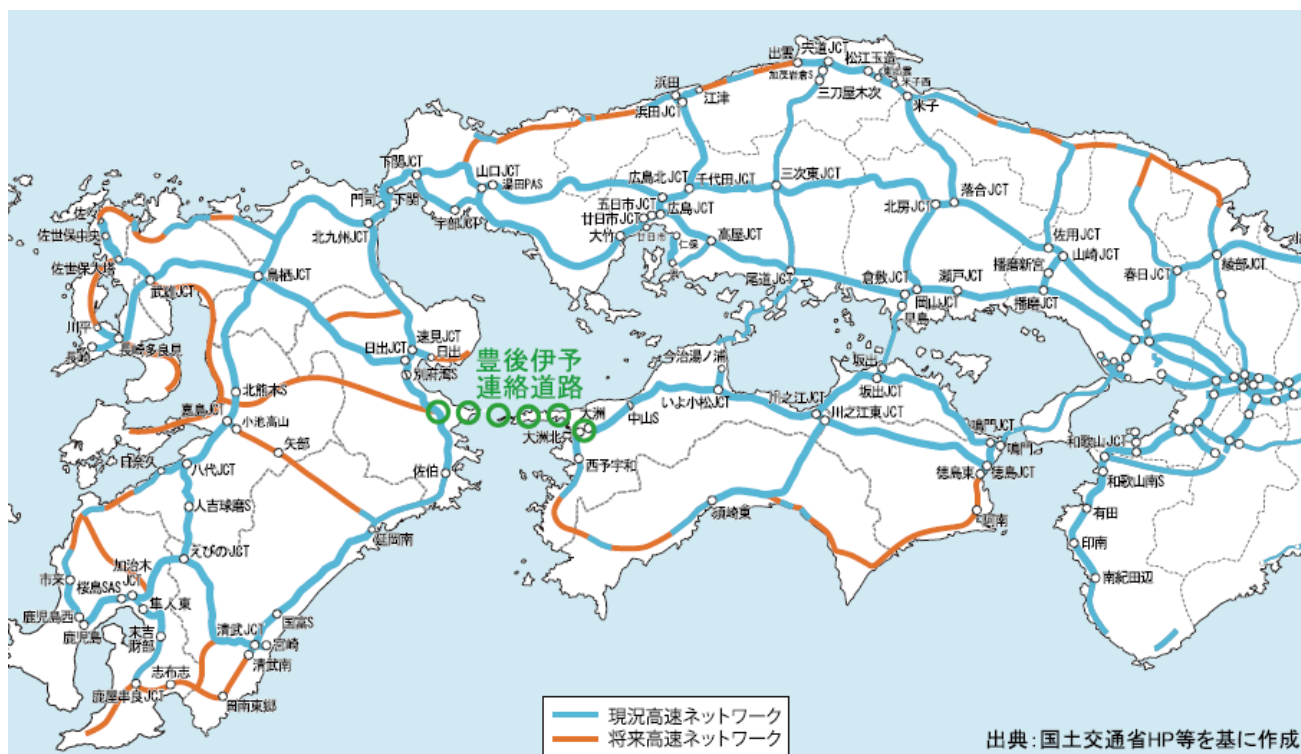 出雲
宍道JCT
松江玉造
加茂岩倉S
三刀屋木次
米子西
米子
浜田
浜田JCT
江津
下関JCT
山口JCT
湯田PAS
広島北JCT
千代田JCT
三次東JCT
落合JCT
北房JCT
門司
下関
宇部JCT
五日市JCT
廿日市JCT
広島JCT
大竹
廿日市
仁保
呉
高屋JCT
佐用JCT
山崎JCT
播磨新宮
春日JCT
綾部JCT
北九州JCT
佐世保中央
佐世保大塔
武雄JCT
鳥栖JCT
尾道JCT
倉敷JCT
瀬戸JCT
岡山JCT
早島
播磨JCT
川平
長崎
長崎多良見
速見JCT
日出JCT
日出
別府湾S
豊後伊予
連絡道路
今治湯ノ浦
坂出
坂出JCT
いよ小松JCT
川之江JCT
川之江東JCT
北熊本S
嘉島JCT
小池高山
大洲
中山S
西予宇和
鳴門JCT
鳴門
和歌山JCT
和歌山南S
矢部
日奈久
八代JCT
佐伯
徳島東
徳島JCT
有田
人吉球磨S
須崎東
阿南
印南
延岡南
えびのJCT
南紀田辺
加治木
JCT
市来
桜島SAS
隼人東
鹿児島西
鹿児島
末吉
財部
国富S
清武JCT
宮崎
清武南
志布志
鹿屋串良JCT
日南東郷
現況高速ネットワーク
将来高速ネットワーク
出典：国土交通省HP等を基に作成